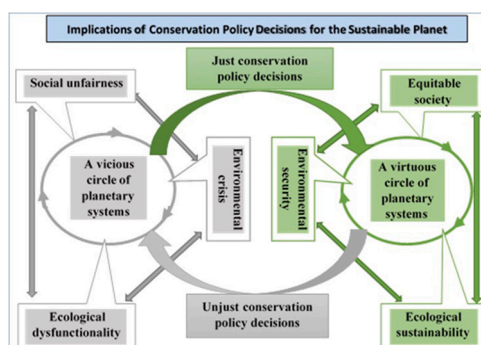 Implications of Conservation Policy Decisions for the Sustainable Planet
Social unfairness
Just conservation
policy decisions
Equitable
society
A vicious
circle of
planetary
systems
Environmental
crisis
Environmental
security
A virtuous
circle of
planetary
systems
Ecological
dysfunctionality
Unjust conservation
policy decisions
Ecological
sustainability